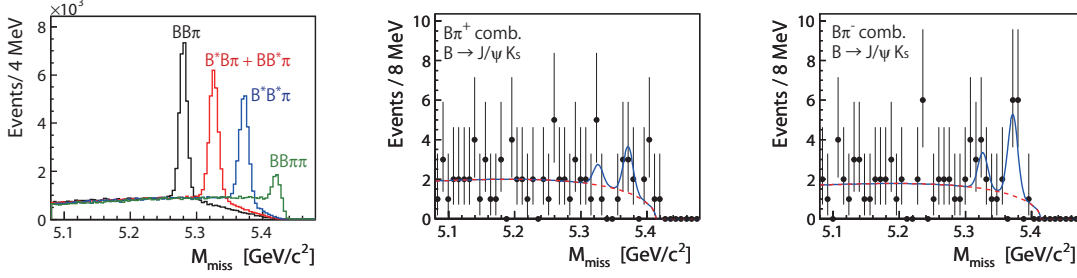 ×10³
8
6
4
2
0
Events/ 4 MeV
BBπ
B*Bπ + BB*π
B*B*π
BBππ
5.1
5.2
5.3
5.4
M_miss [GeV/c²]
10
8
6
4
2
0
Events/ 8 MeV
Bπ⁺ comb.
B → J/ψ Ks
5.1
5.2
5.3
5.4
M_miss [GeV/c²]
10
8
6
4
2
0
Events/ 8 MeV
Bπ⁻ comb.
B → J/ψ Ks
5.1
5.2
5.3
5.4
M_miss [GeV/c²]